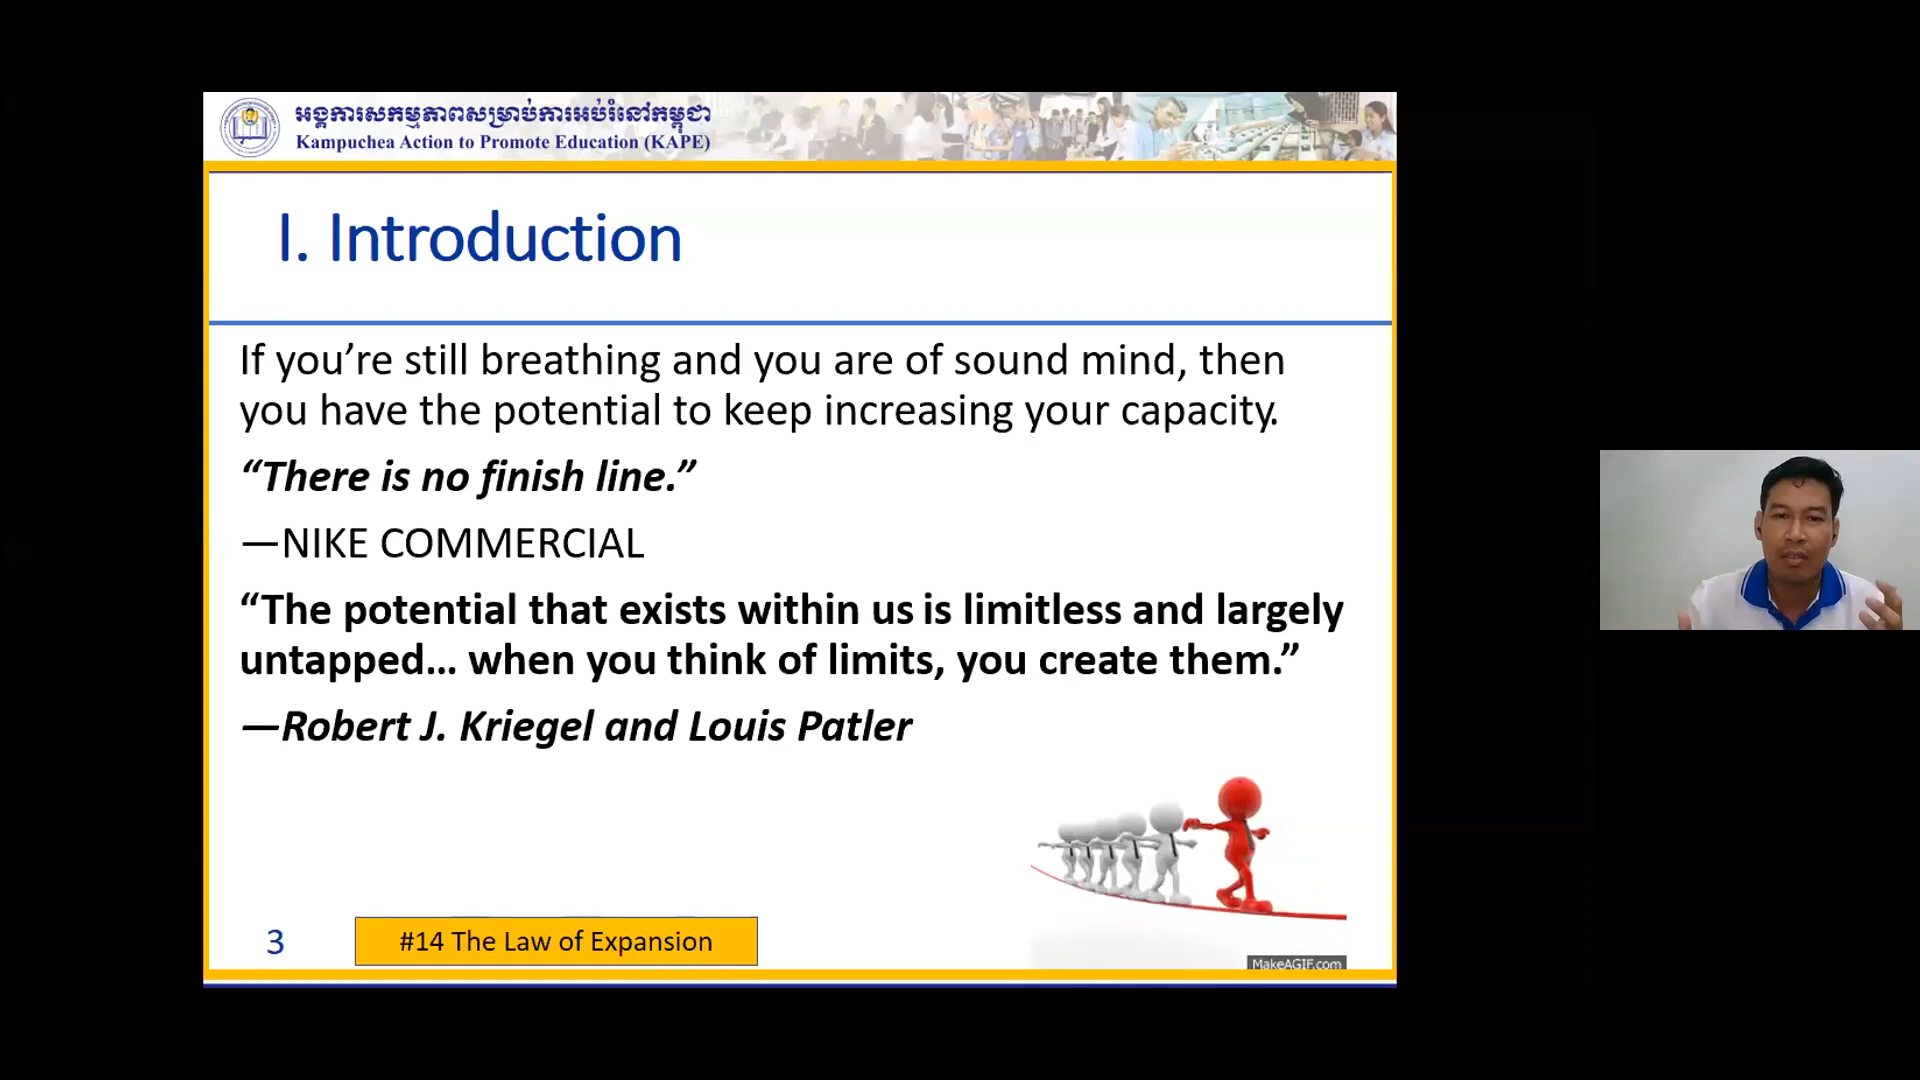 អង្គការសកម្មភាពសម្រាប់ការអប់រំនៅកម្ពុជា
Kampuchea Action to Promote Education (KAPE)
I. Introduction
If you’re still breathing and you are of sound mind, then
you have the potential to keep increasing your capacity.
“There is no finish line.”
—NIKE COMMERCIAL
“The potential that exists within us is limitless and largely
untapped... when you think of limits, you create them.”
—Robert J. Kriegel and Louis Patler
3
#14 The Law of Expansion
MakeAGIF.com